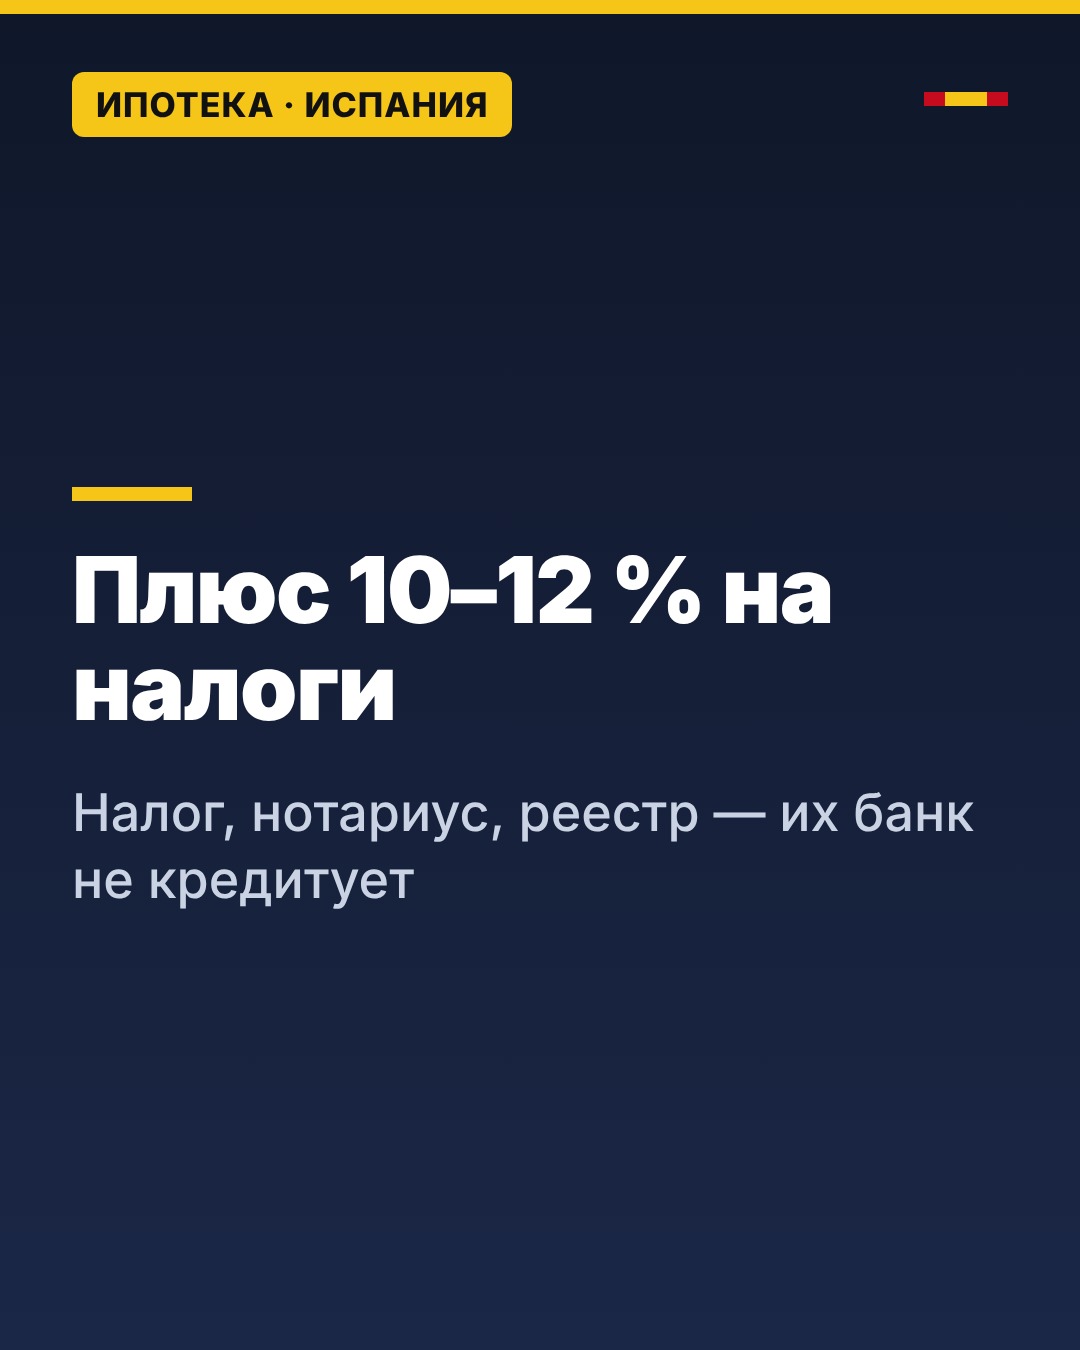 ИПОТЕКА · ИСПАНИЯ
Плюс 10–12 % на
налоги
Налог, нотариус, реестр — их банк
не кредитует